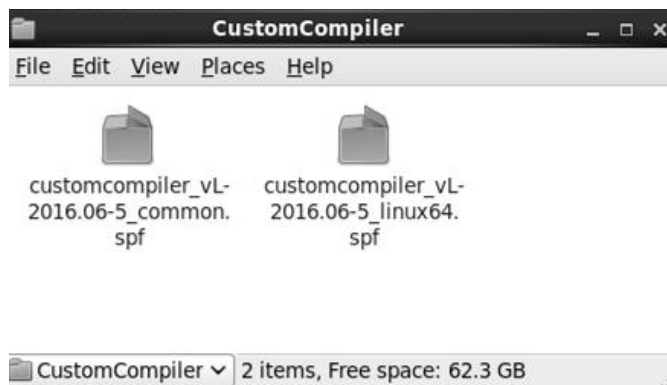 CustomCompiler
File Edit View Places Help
customcompiler_vL-
2016.06-5_common.
spf
customcompiler_vL-
2016.06-5_linux64.
spf
CustomCompiler 2 items, Free space: 62.3 GB